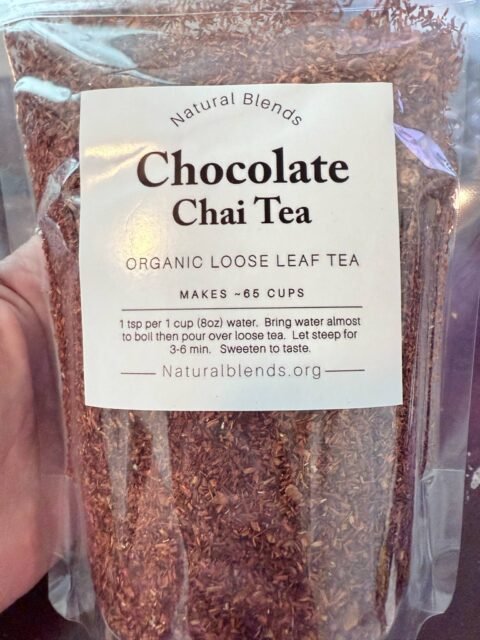 Natural Blends
Chocolate
Chai Tea
ORGANIC LOOSE LEAF TEA
MAKES ~65 CUPS
1 tsp per 1 cup (8oz) water. Bring water almost
to boil then pour over loose tea. Let steep for
3-6 min. Sweeten to taste.
Naturalblends.org